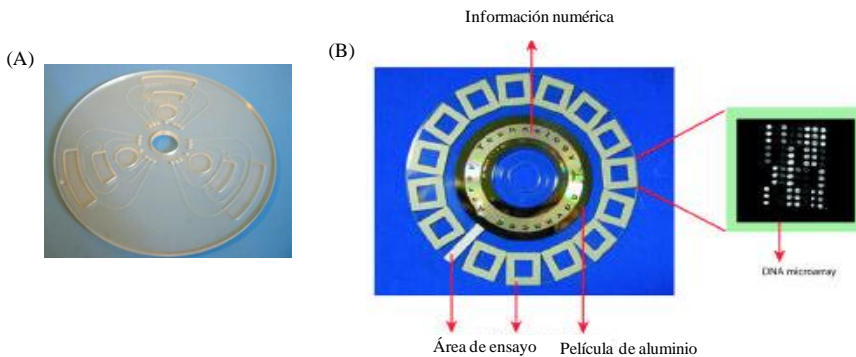 Información numérica
(A)
(B)
DNA microarray
Área de ensayo
Película de aluminio